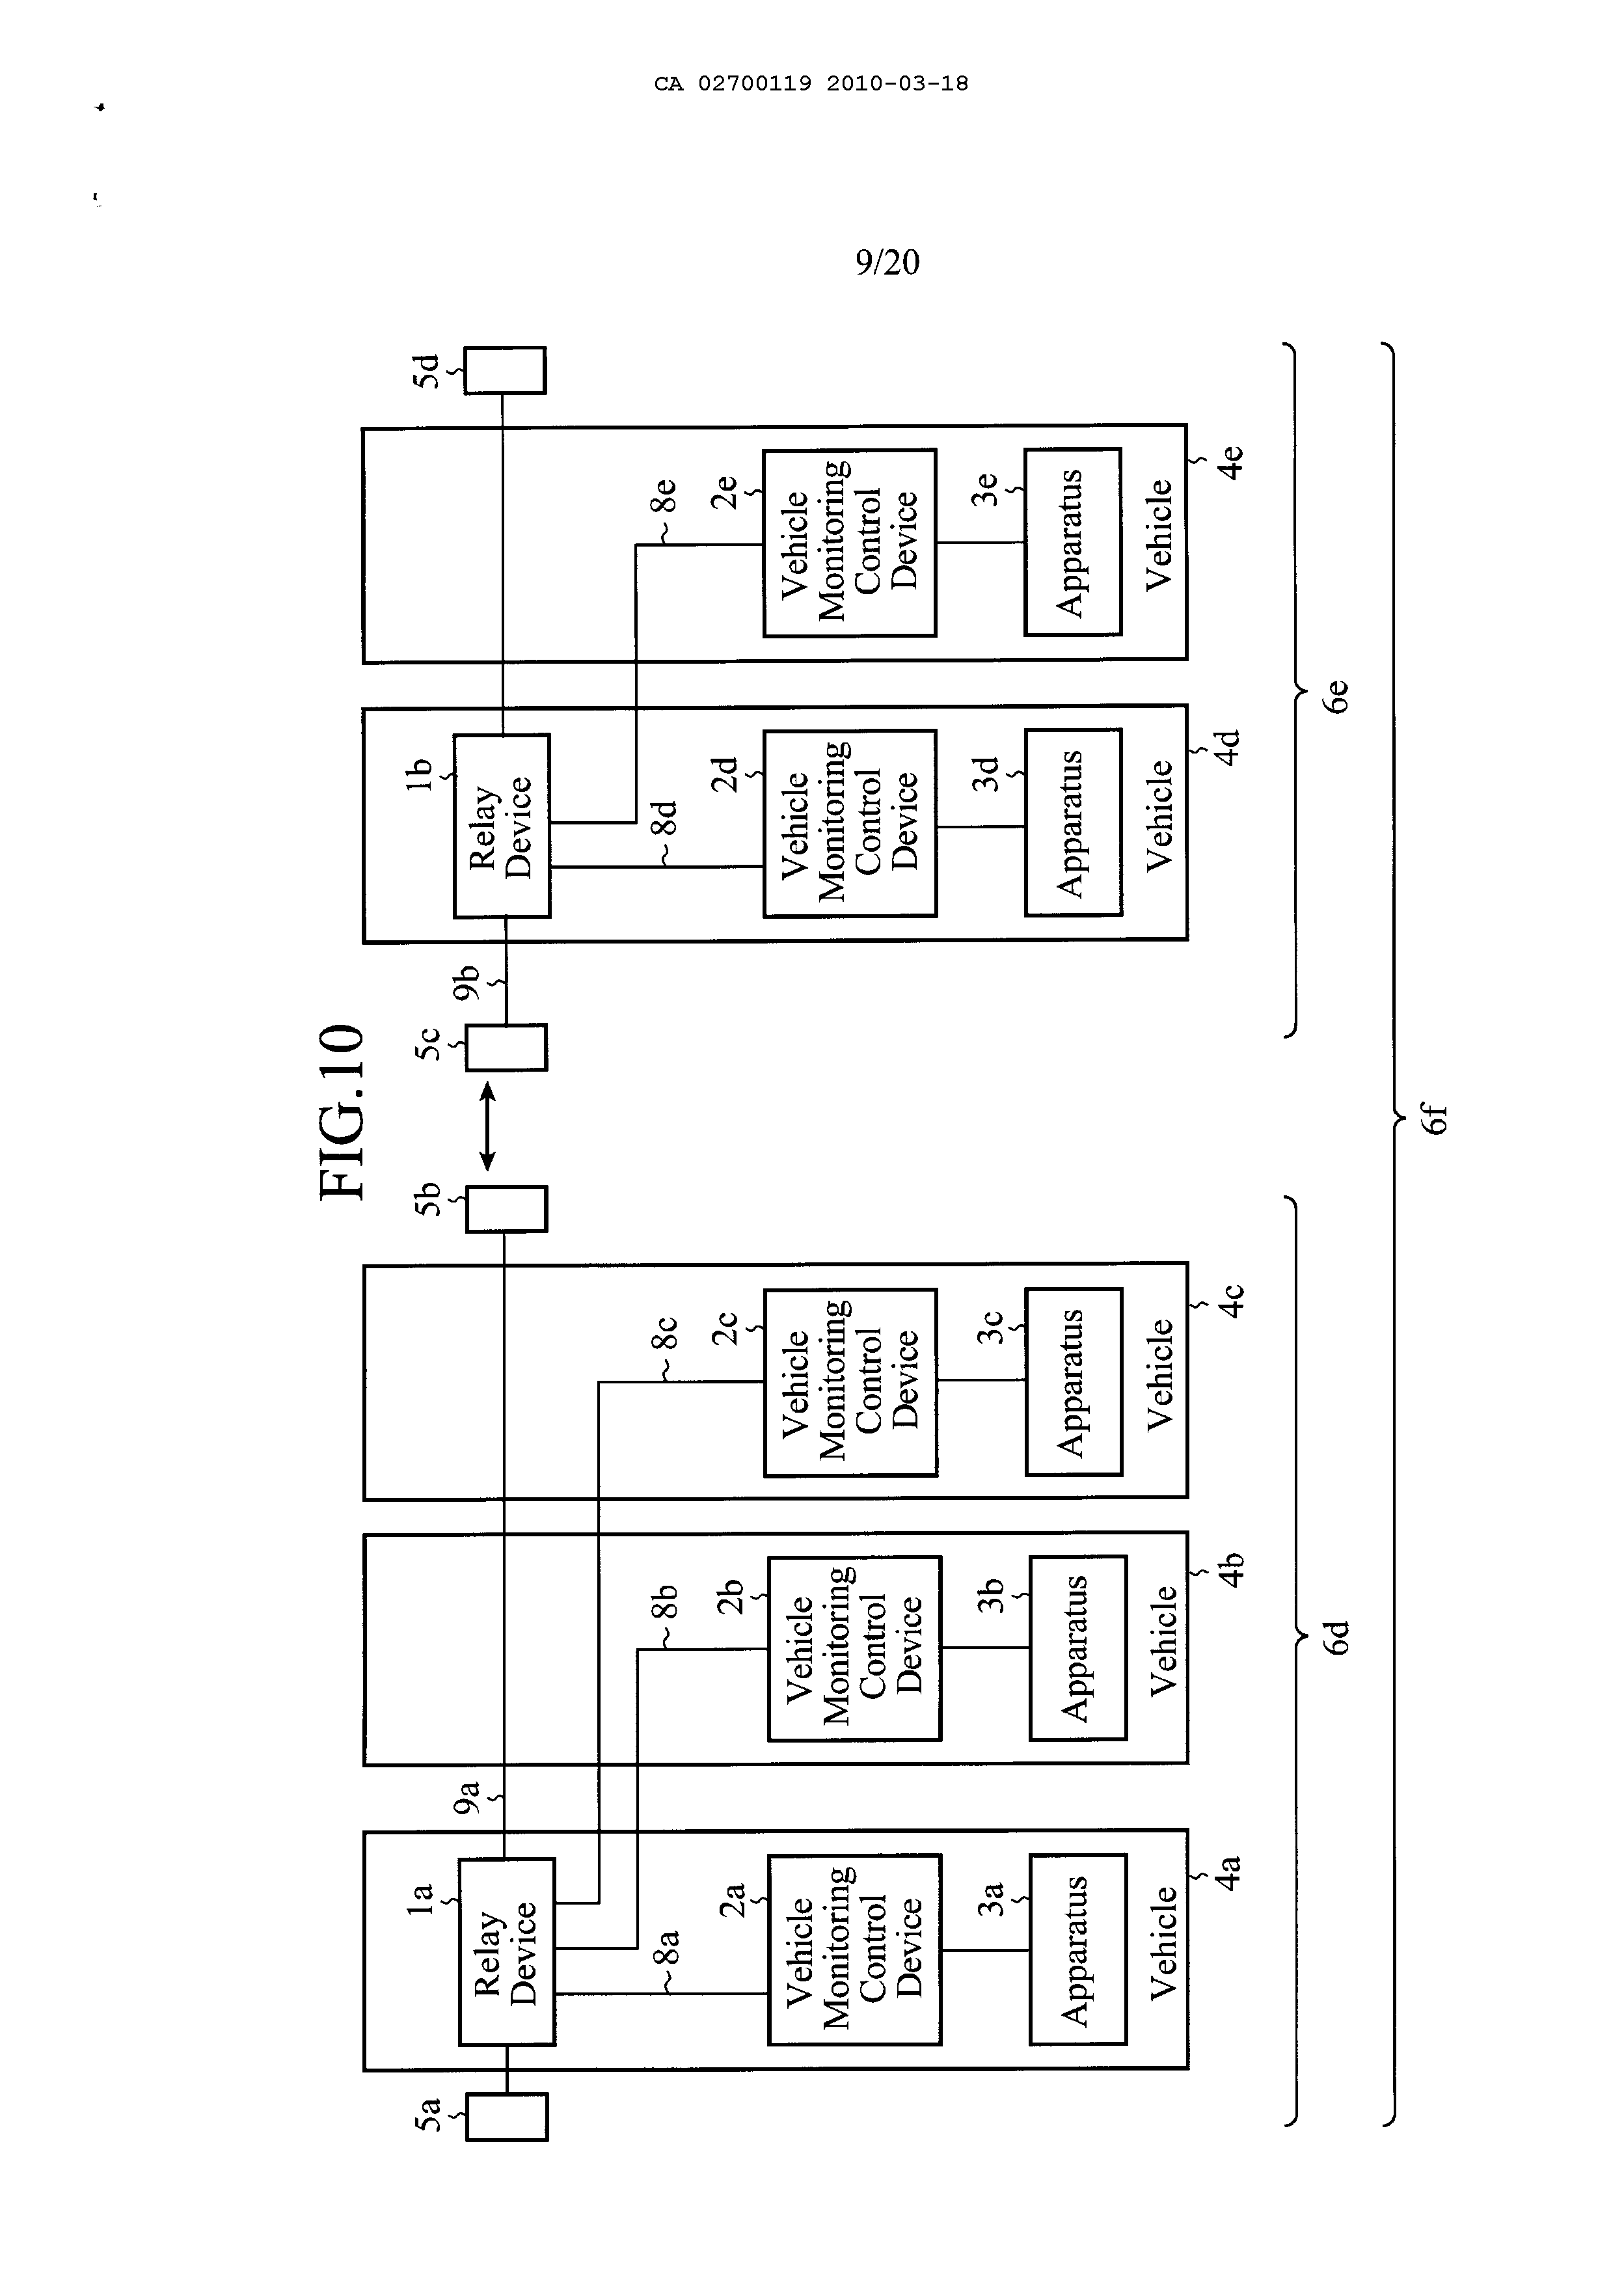 CA 02700119 2010-03-18
9/20
FIG.10
5a
1a
Relay
Device
9a
8a
8b
8c
2a
Vehicle
Monitoring
Control
Device
3a
Apparatus
Vehicle
4a
2b
Vehicle
Monitoring
Control
Device
3b
Apparatus
Vehicle
4b
2c
Vehicle
Monitoring
Control
Device
3c
Apparatus
Vehicle
4c
5b
5c
9b
1b
Relay
Device
8d
8e
2d
Vehicle
Monitoring
Control
Device
3d
Apparatus
Vehicle
4d
2e
Vehicle
Monitoring
Control
Device
3e
Apparatus
Vehicle
4e
5d
6d
6e
6f